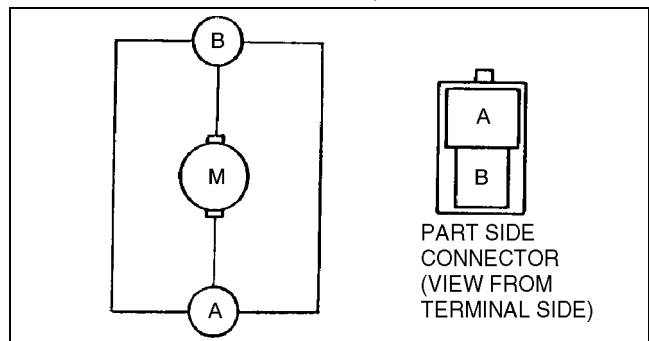 B
M
A
A
B
PART SIDE
CONNECTOR
(VIEW FROM
TERMINAL SIDE)